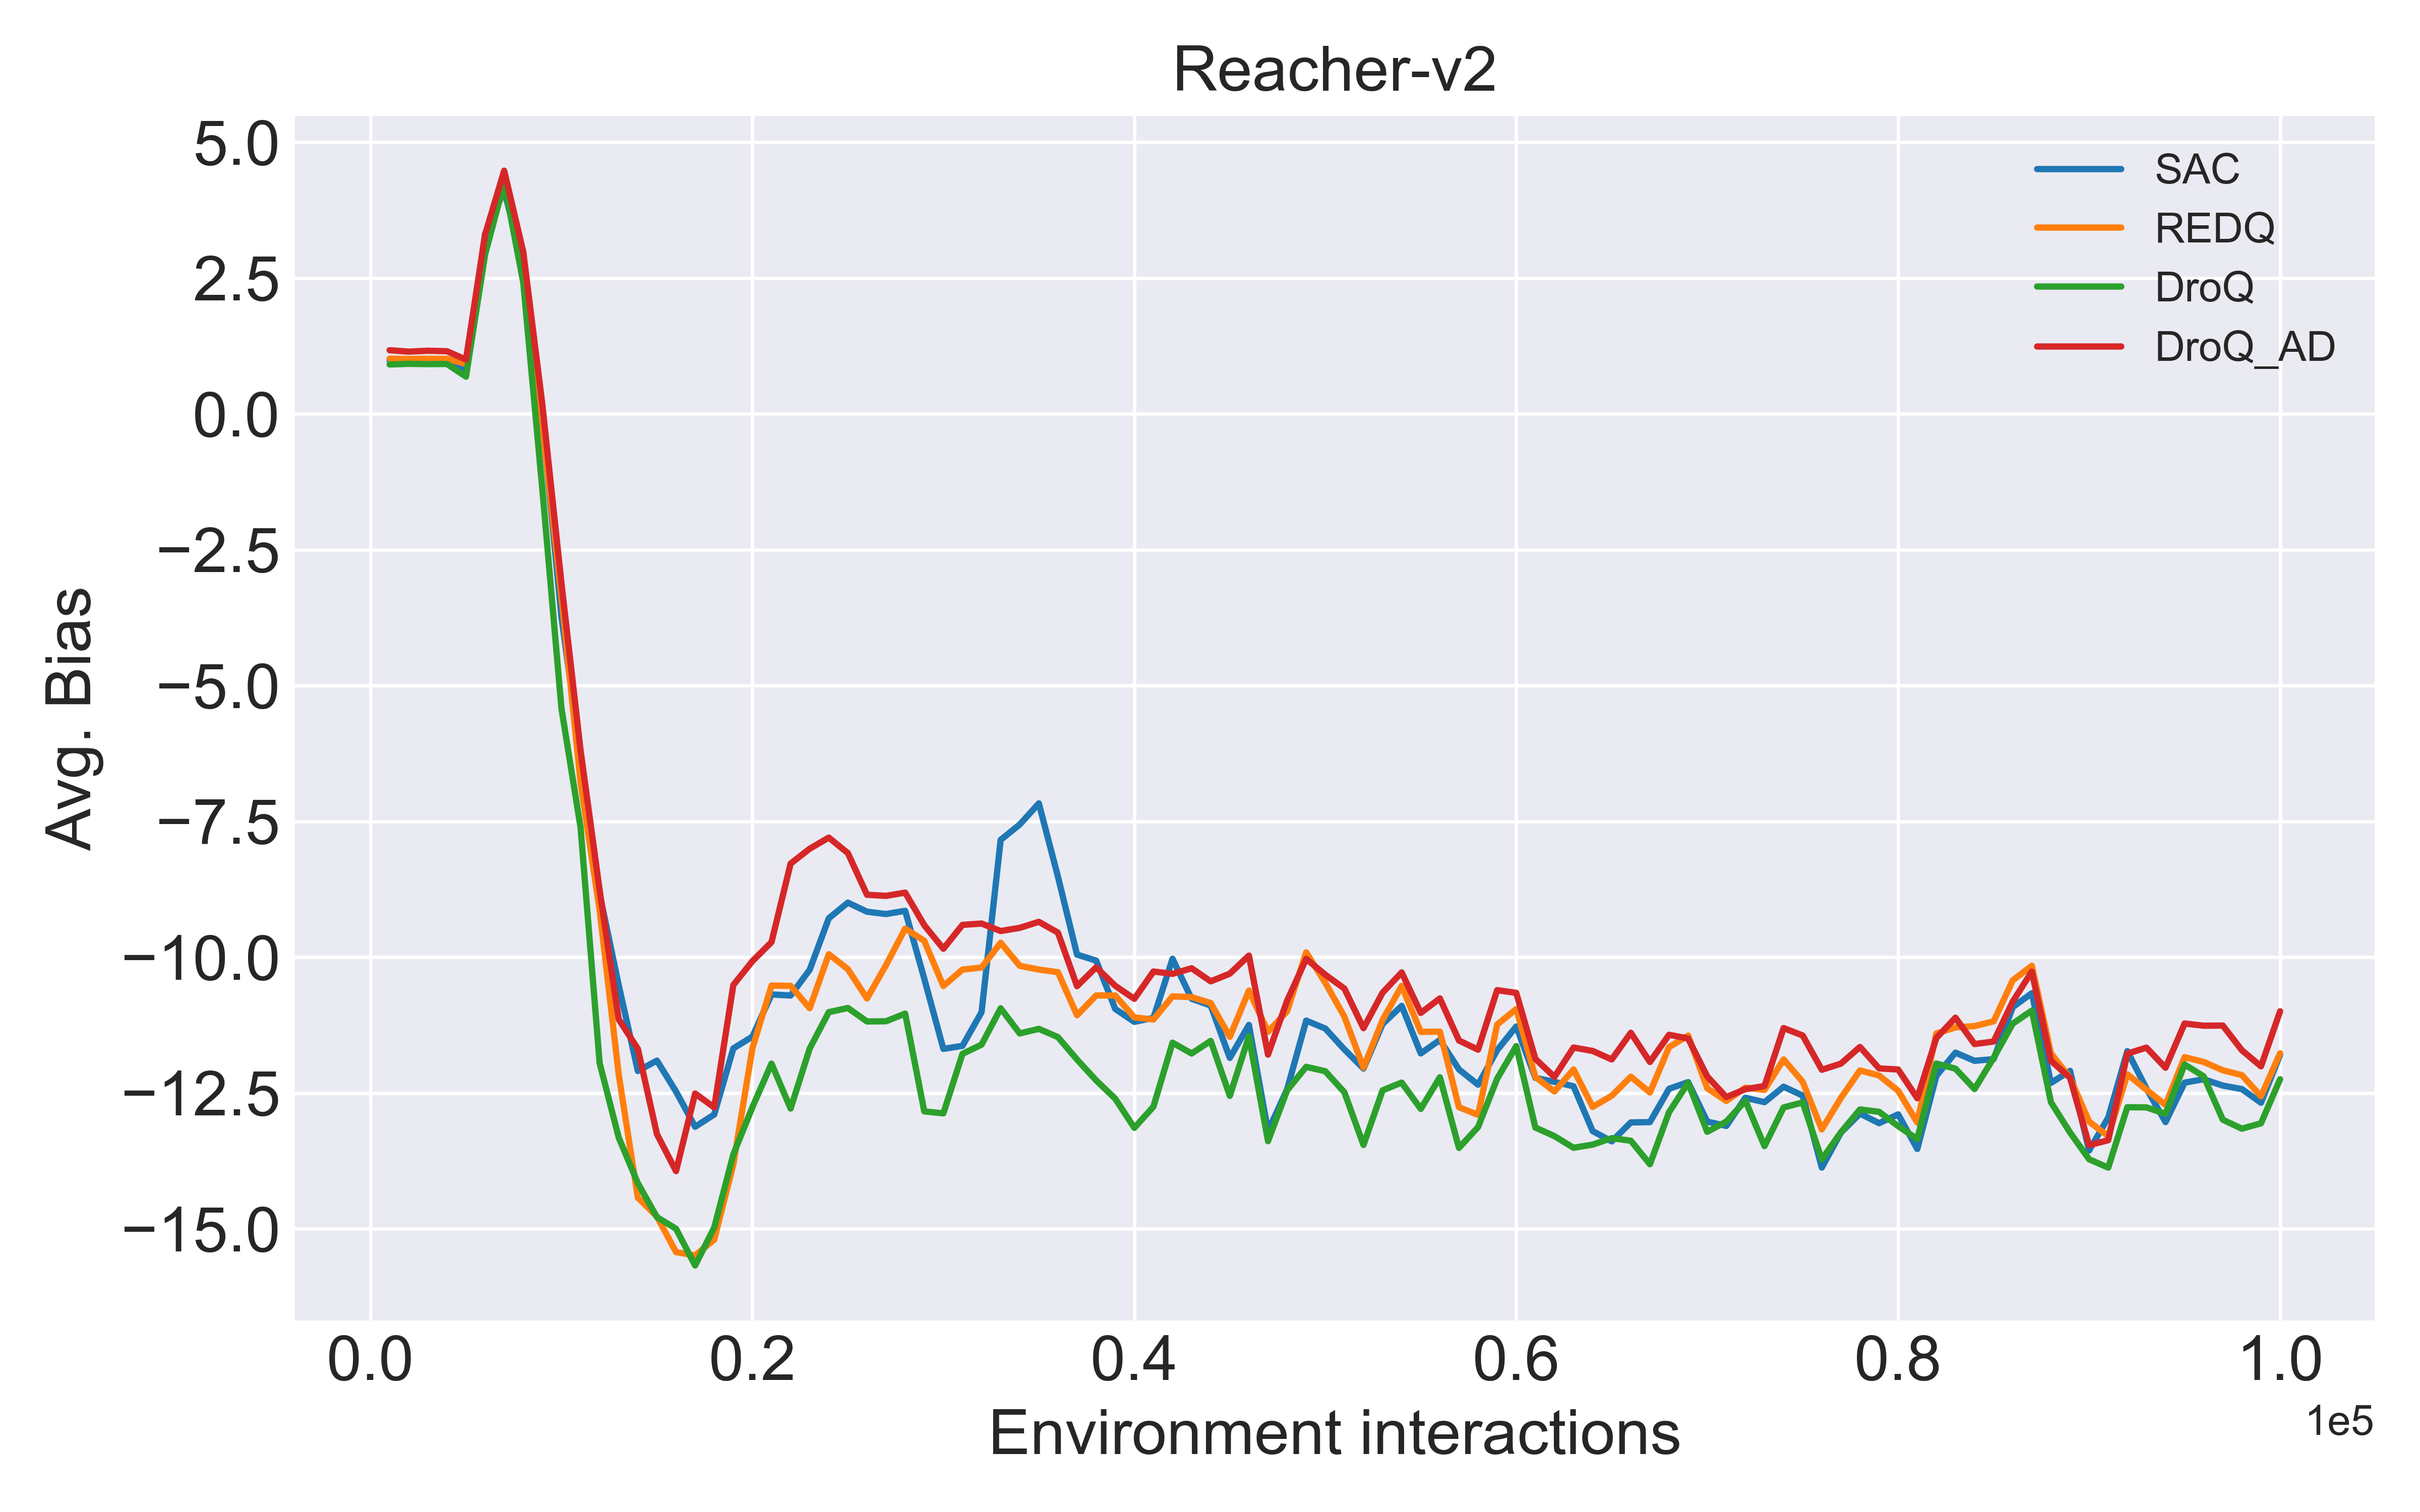 Reacher-v2
5.0
2.5
0.0
−2.5
−5.0
−7.5
−10.0
−12.5
−15.0
Avg. Bias
SAC
REDQ
DroQ
DroQ_AD
0.0 0.2 0.4 0.6 0.8 1.0
1e5
Environment interactions